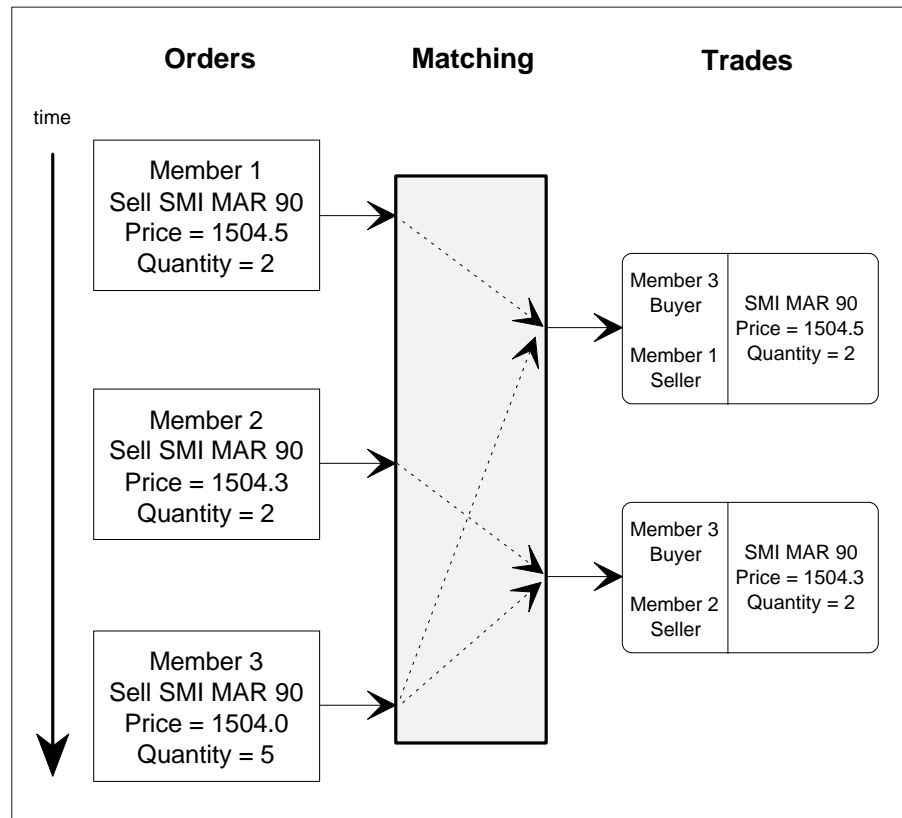 Orders
Matching
Trades
time
Member 1
Sell SMI MAR 90
Price = 1504.5
Quantity = 2
Member 2
Sell SMI MAR 90
Price = 1504.3
Quantity = 2
Member 3
Sell SMI MAR 90
Price = 1504.0
Quantity = 5
Member 3
Buyer
Member 1
Seller
SMI MAR 90
Price = 1504.5
Quantity = 2
Member 3
Buyer
Member 2
Seller
SMI MAR 90
Price = 1504.3
Quantity = 2